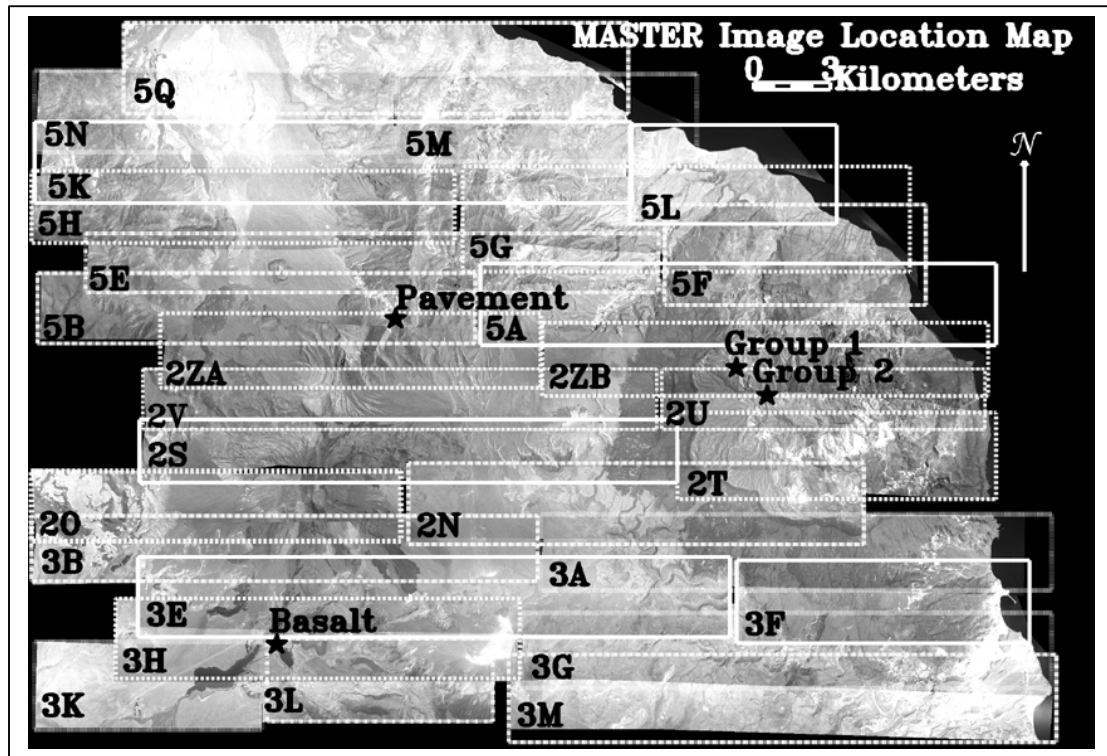 MASTER Image Location Map
0 3
Kilometers
N
5Q
5N
5M
5K
5L
5H
5G
5E
5F
5B
Pavement
5A
Group 1
2ZA
2ZB
Group 2
2V
2U
2S
2T
2O
2N
3B
3A
3E
3F
Basalt
3H
3G
3K
3L
3M